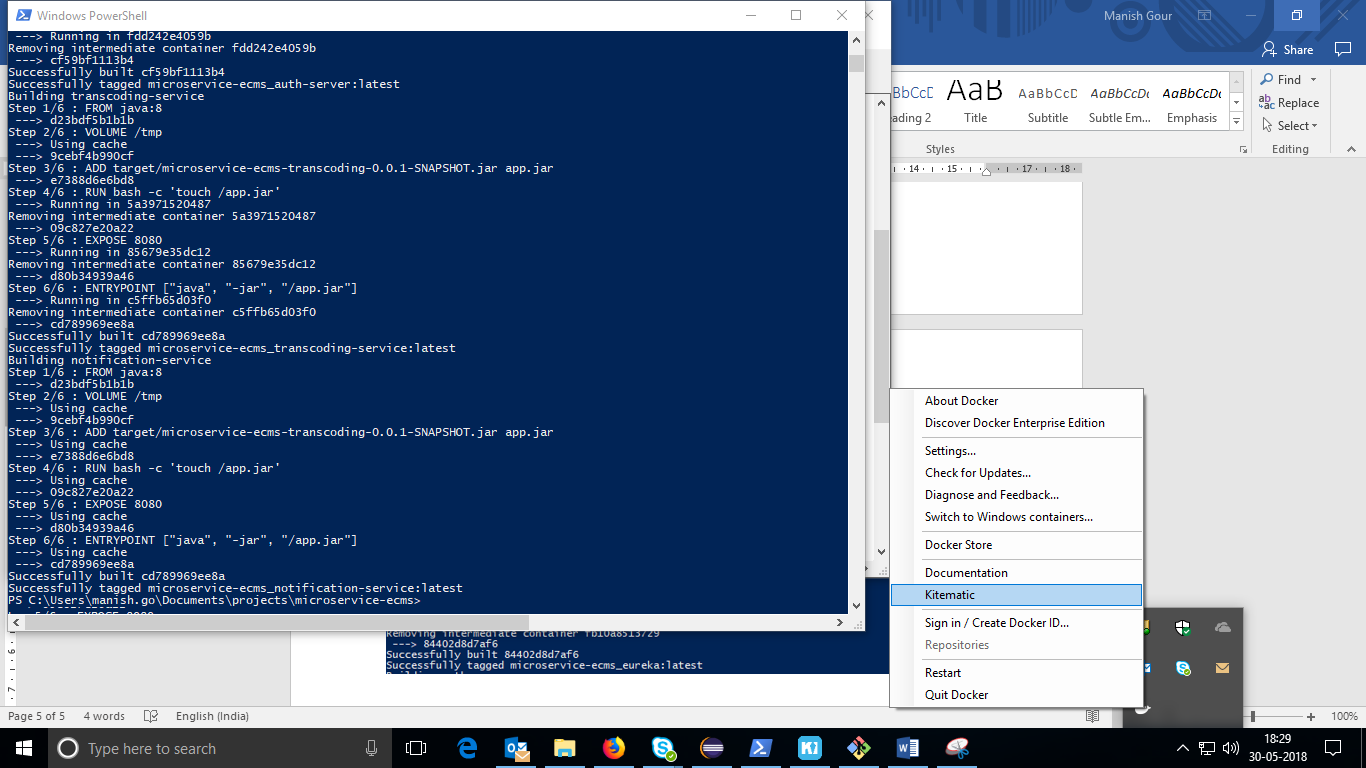 Windows PowerShell
---> Running in fdd242e4059b
Removing intermediate container fdd242e4059b
---> cf59bf1113b4
Successfully built cf59bf1113b4
Successfully tagged microservice-ecms_auth-server:latest
Building transcoding-service
Step 1/6 : FROM java:8
---> d23bdf5b1b1b
Step 2/6 : VOLUME /tmp
---> Using cache
---> 9cebf4b990cf
Step 3/6 : ADD target/microservice-ecms-transcoding-0.0.1-SNAPSHOT.jar app.jar
---> e7388d6e6bd8
Step 4/6 : RUN bash -c 'touch /app.jar'
---> Running in 5a3971520487
Removing intermediate container 5a3971520487
---> 09c827e20a22
Step 5/6 : EXPOSE 8080
---> Running in 85679e35dc12
Removing intermediate container 85679e35dc12
---> d80b34939a46
Step 6/6 : ENTRYPOINT ["java", "-jar", "/app.jar"]
---> Running in c5ffb65d03f0
Removing intermediate container c5ffb65d03f0
---> cd789969ee8a
Successfully built cd789969ee8a
Successfully tagged microservice-ecms_transcoding-service:latest
Building notification-service
Step 1/6 : FROM java:8
---> d23bdf5b1b1b
Step 2/6 : VOLUME /tmp
---> Using cache
---> 9cebf4b990cf
Step 3/6 : ADD target/microservice-ecms-transcoding-0.0.1-SNAPSHOT.jar app.jar
---> Using cache
---> e7388d6e6bd8
Step 4/6 : RUN bash -c 'touch /app.jar'
---> Using cache
---> 09c827e20a22
Step 5/6 : EXPOSE 8080
---> Using cache
---> d80b34939a46
Step 6/6 : ENTRYPOINT ["java", "-jar", "/app.jar"]
---> Using cache
---> cd789969ee8a
Successfully built cd789969ee8a
Successfully tagged microservice-ecms_notification-service:latest
PS C:\Users\manish.go\Documents\projects\microservice-ecms>
Removing intermediate container fb10a8513729
---> 84402d8d7af6
Successfully built 84402d8d7af6
Successfully tagged microservice-ecms_eureka:latest
Manish Gour
Share
AaBbCcD AaB AaBbCcD AaBbCcDc AaBbCcDc
eading 2 Title Subtitle Subtle Em... Emphasis
Styles
Find
Replace
Select
Editing
14 15 17 18
About Docker
Discover Docker Enterprise Edition
Settings...
Check for Updates...
Diagnose and Feedback...
Switch to Windows containers...
Docker Store
Documentation
Kitematic
Sign in / Create Docker ID...
Repositories
Restart
Quit Docker
6
7
Page 5 of 5 4 words English (India) 100%
Type here to search
18:29
30-05-2018